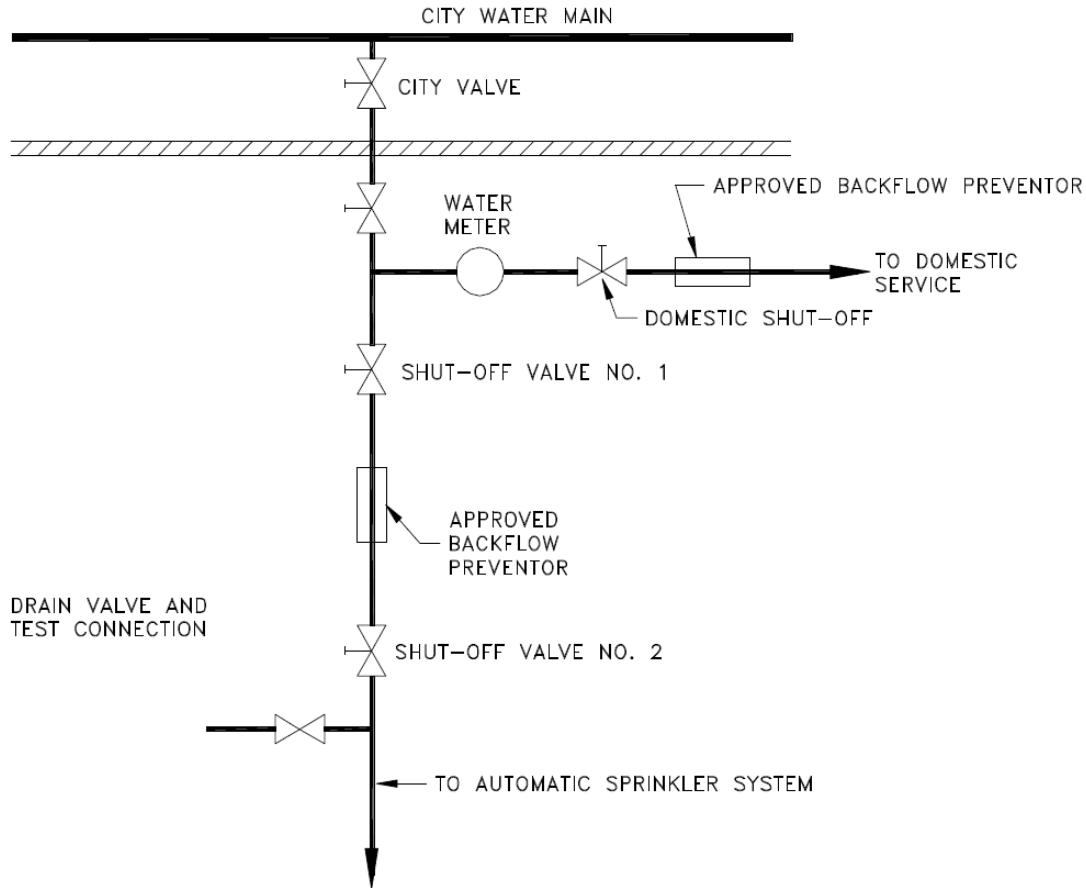 CITY WATER MAIN
CITY VALVE
APPROVED BACKFLOW PREVENTOR
WATER
METER
TO DOMESTIC
SERVICE
DOMESTIC SHUT-OFF
SHUT-OFF VALVE NO. 1
APPROVED
BACKFLOW
PREVENTOR
DRAIN VALVE AND
TEST CONNECTION
SHUT-OFF VALVE NO. 2
TO AUTOMATIC SPRINKLER SYSTEM